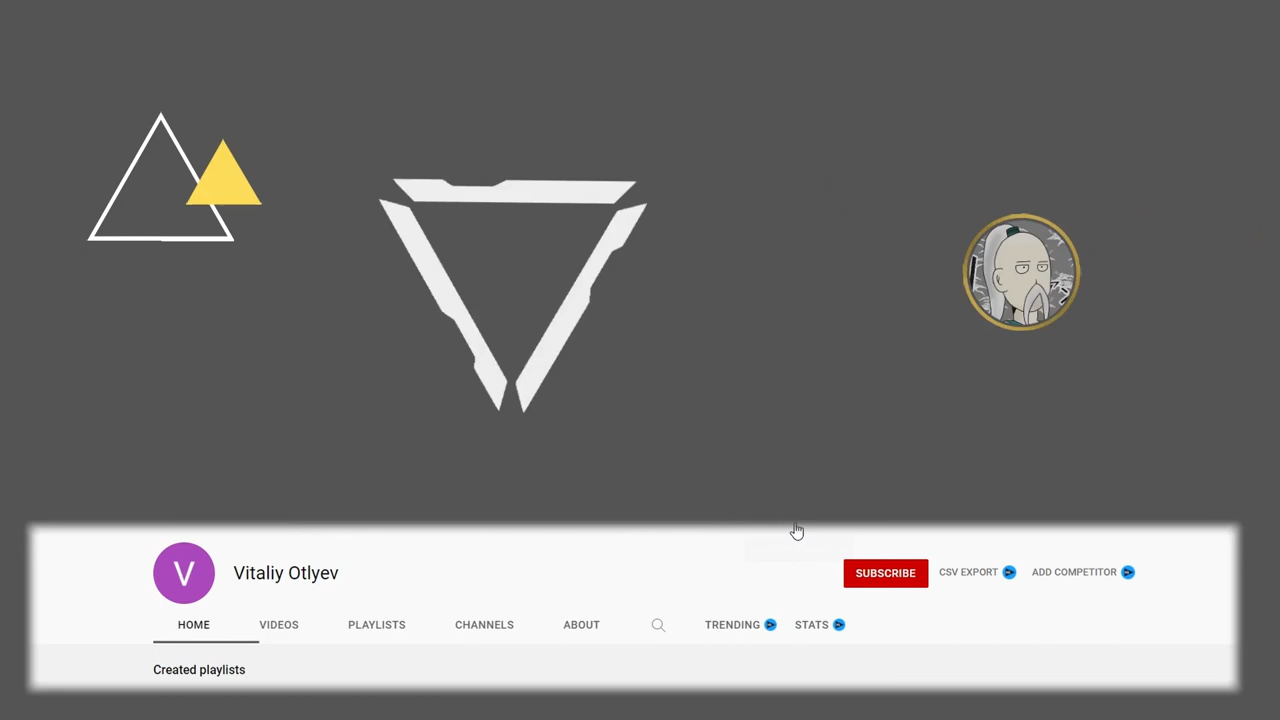 V
Vitaliy Otlyev
SUBSCRIBE
CSV EXPORT
ADD COMPETITOR
HOME
VIDEOS
PLAYLISTS
CHANNELS
ABOUT
TRENDING
STATS
Created playlists